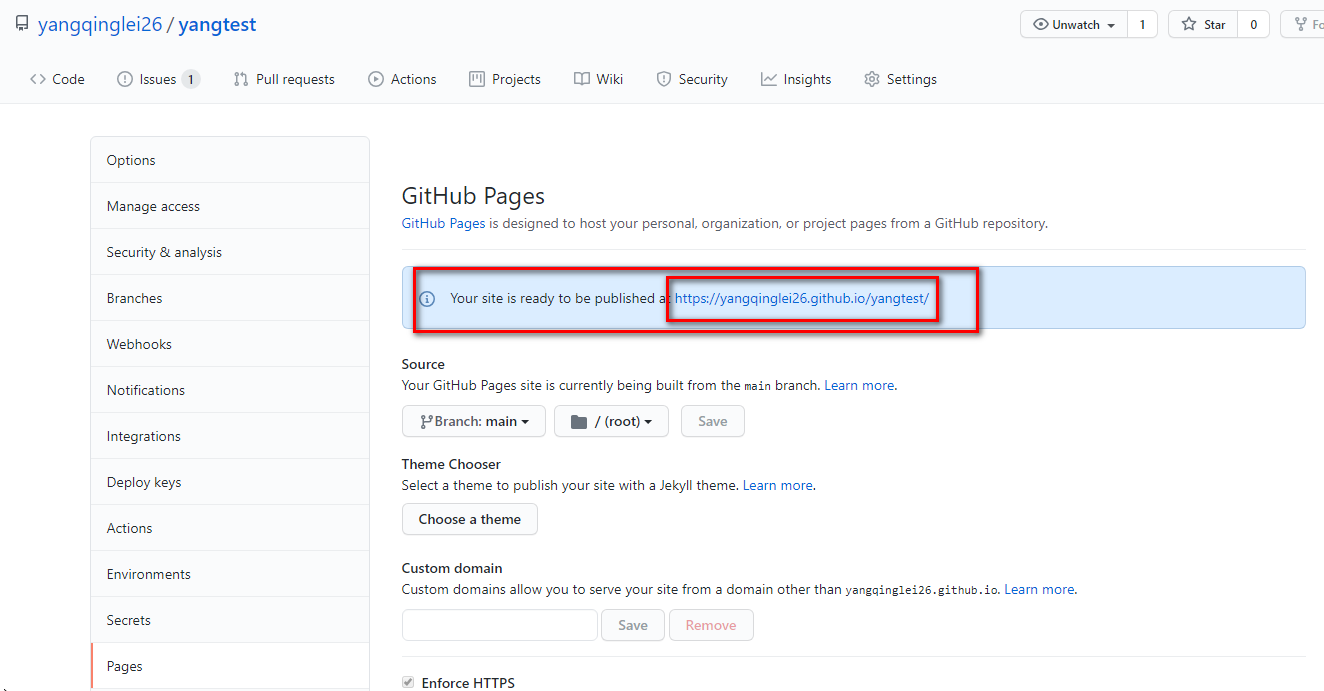 yangqinglei26 / yangtest
Unwatch 1 Star 0
Code Issues 1 Pull requests Actions Projects Wiki Security Insights Settings
Options
Manage access
Security & analysis
Branches
Webhooks
Notifications
Integrations
Deploy keys
Actions
Environments
Secrets
Pages
GitHub Pages
GitHub Pages is designed to host your personal, organization, or project pages from a GitHub repository.
Your site is ready to be published at https://yangqinglei26.github.io/yangtest/
Source
Your GitHub Pages site is currently being built from the main branch. Learn more.
Branch: main / (root) Save
Theme Chooser
Select a theme to publish your site with a Jekyll theme. Learn more.
Choose a theme
Custom domain
Custom domains allow you to serve your site from a domain other than yangqinglei26.github.io. Learn more.
Save Remove
Enforce HTTPS